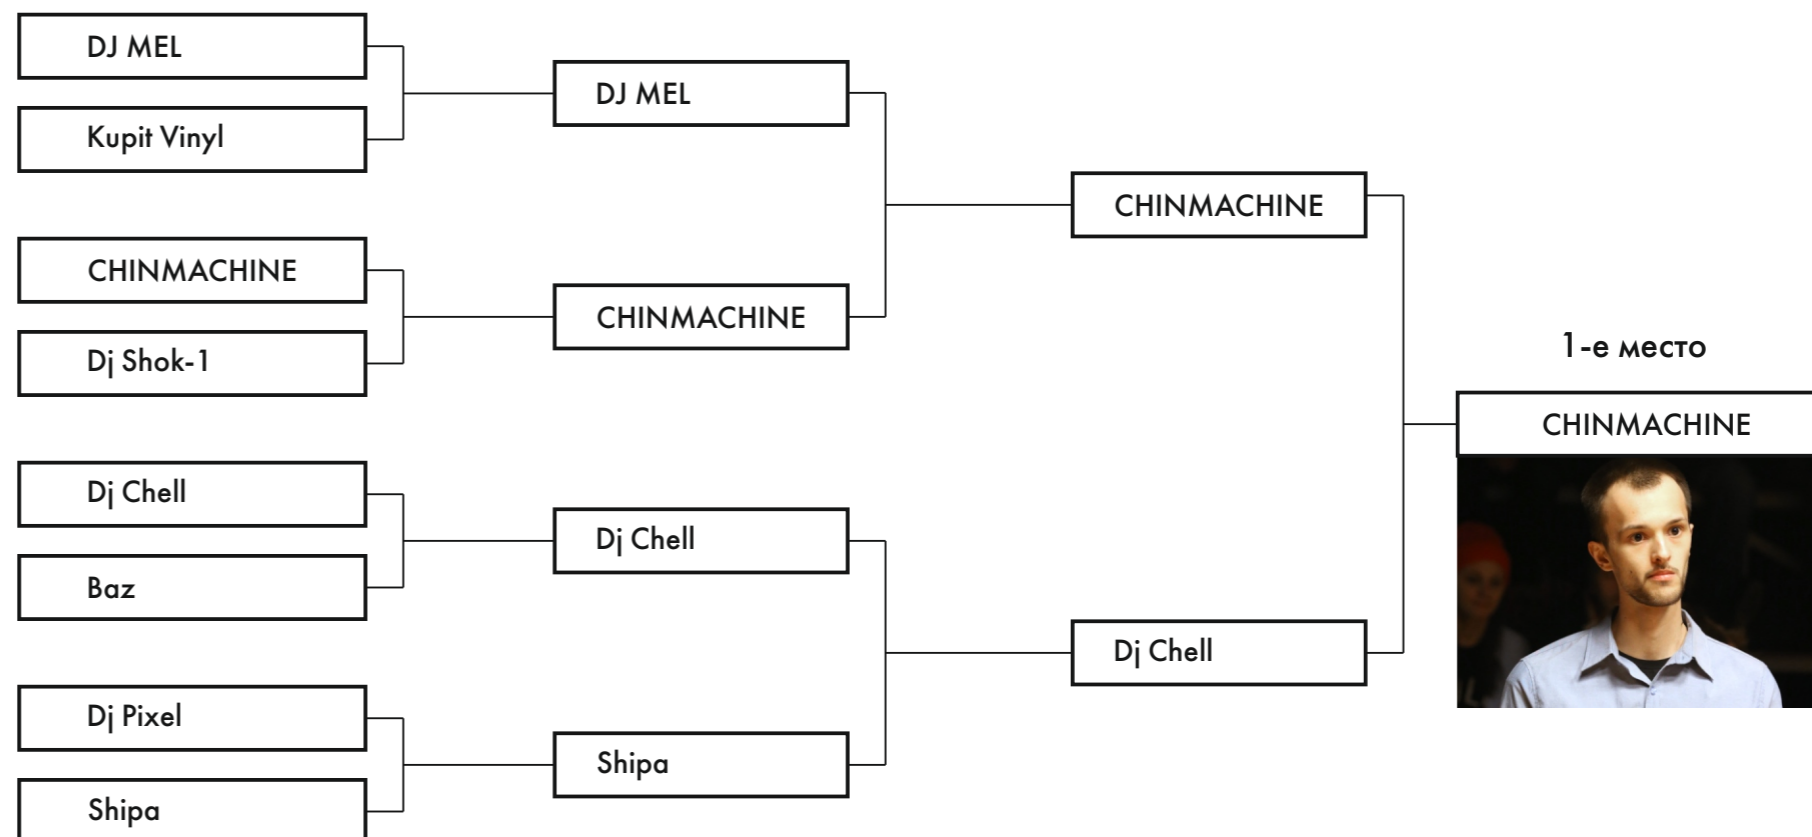 DJ MEL
Kupit Vinyl
CHINMACHINE
Dj Shok-1
Dj Chell
Baz
Dj Pixel
Shipa
DJ MEL
CHINMACHINE
Dj Chell
Shipa
CHINMACHINE
Dj Chell
1-е место
CHINMACHINE